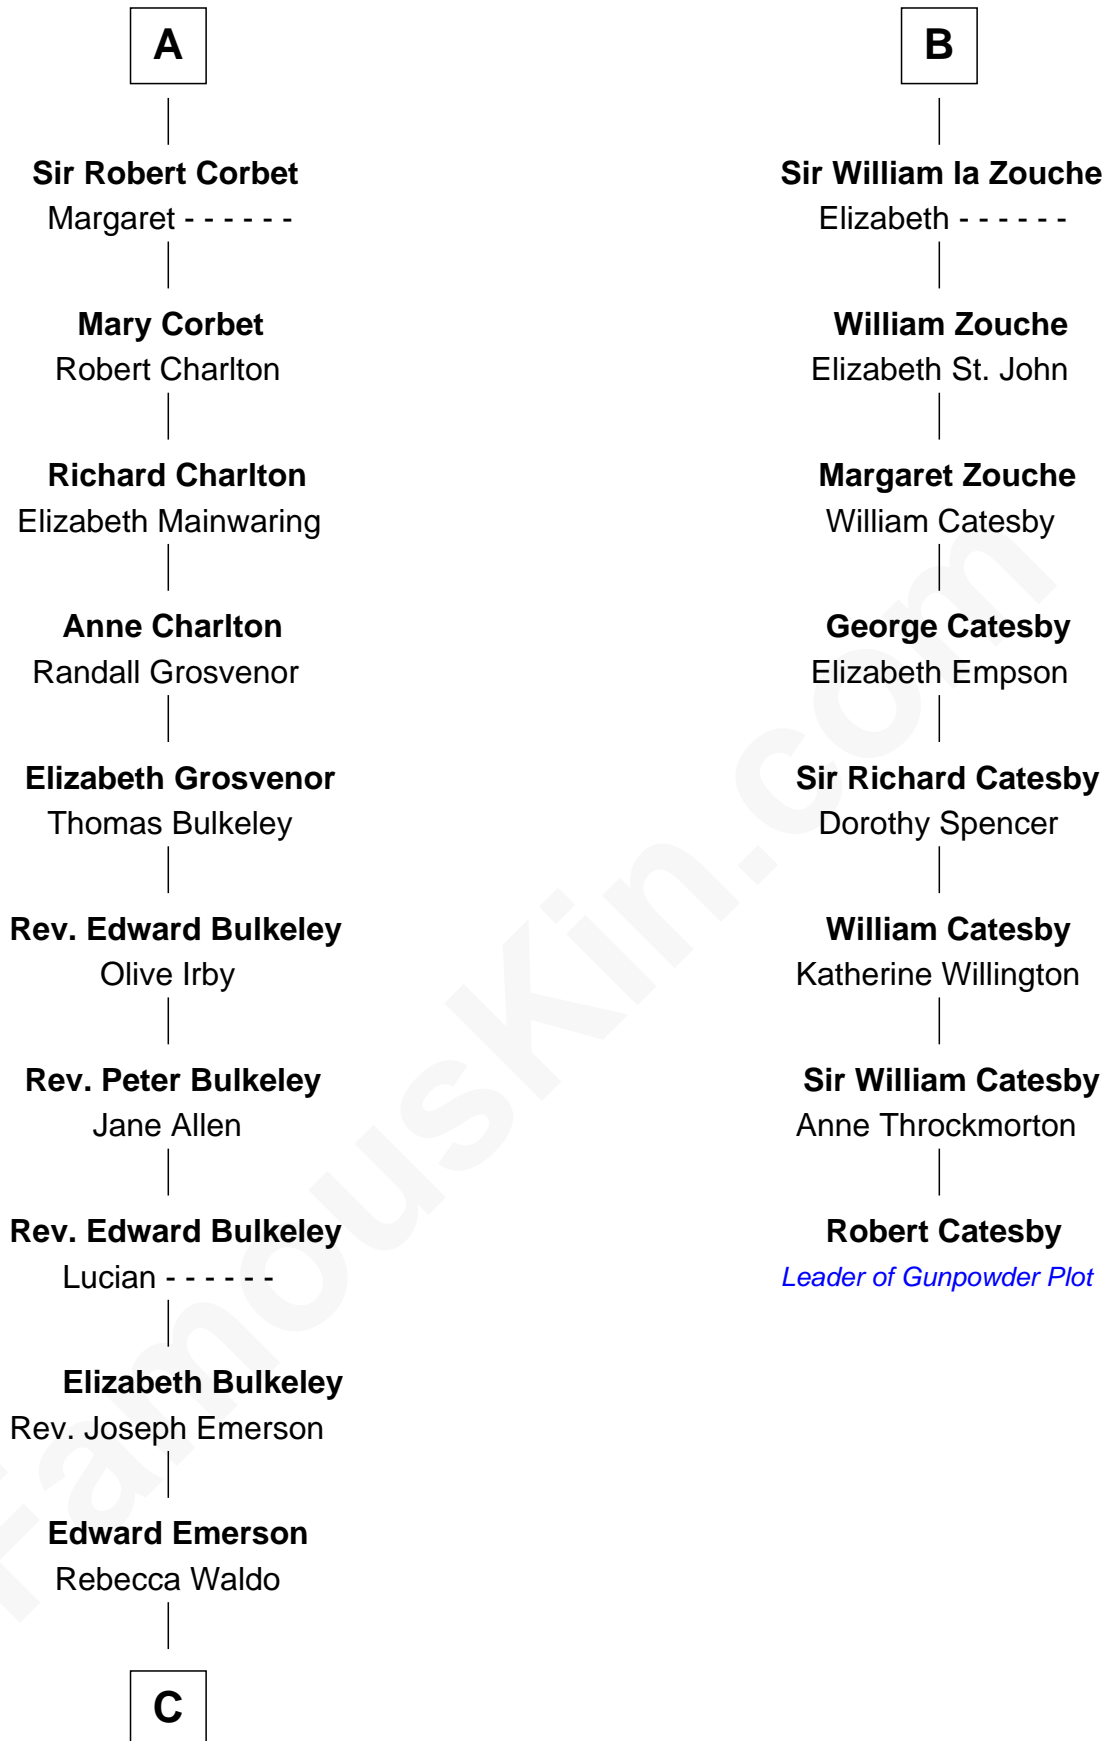 A
Sir Robert Corbet
Margaret - - - - - -
Mary Corbet
Robert Charlton
Richard Charlton
Elizabeth Mainwaring
Anne Charlton
Randall Grosvenor
Elizabeth Grosvenor
Thomas Bulkeley
Rev. Edward Bulkeley
Olive Irby
Rev. Peter Bulkeley
Jane Allen
Rev. Edward Bulkeley
Lucian - - - - - -
Elizabeth Bulkeley
Rev. Joseph Emerson
Edward Emerson
Rebecca Waldo
C
B
Sir William la Zouche
Elizabeth - - - - - -
William Zouche
Elizabeth St. John
Margaret Zouche
William Catesby
George Catesby
Elizabeth Empson
Sir Richard Catesby
Dorothy Spencer
William Catesby
Katherine Willington
Sir William Catesby
Anne Throckmorton
Robert Catesby
Leader of Gunpowder Plot
FamousKin.com